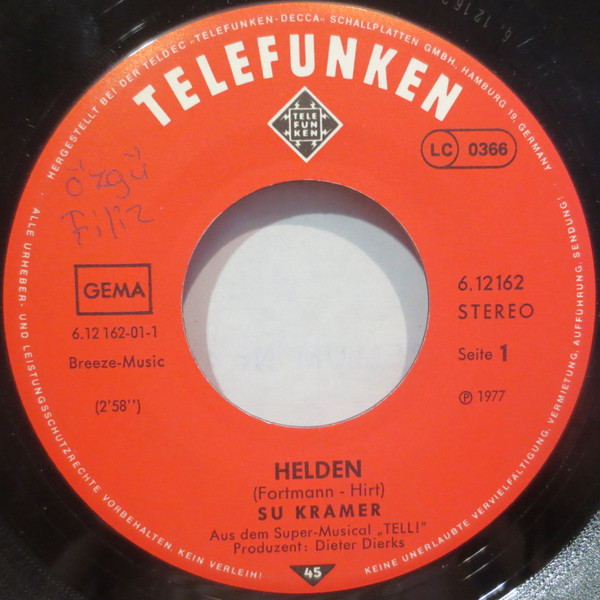 HERGESTELLT BEI DER TELDEC „TELEFUNKEN-DECCA" SCHALLPLATTEN GMBH, HAMBURG 19, GERMANY
TELEFUNKEN
TELE
FUN
KEN
LC 0366
özgü
Filiz
GEMA
6.12 162-01-1
Breeze-Music
(2'58'')
6.12162
STEREO
Seite 1
℗ 1977
HELDEN
(Fortmann - Hirt)
SU KRAMER
Aus dem Super-Musical „TELL!"
Produzent: Dieter Dierks
45
ALLE URHEBER- UND LEISTUNGSSCHUTZRECHTE VORBEHALTEN. KEIN VERLEIH!
KEINE UNERLAUBTE VERVIELFÄLTIGUNG, VERMIETUNG, AUFFÜHRUNG, SENDUNG!